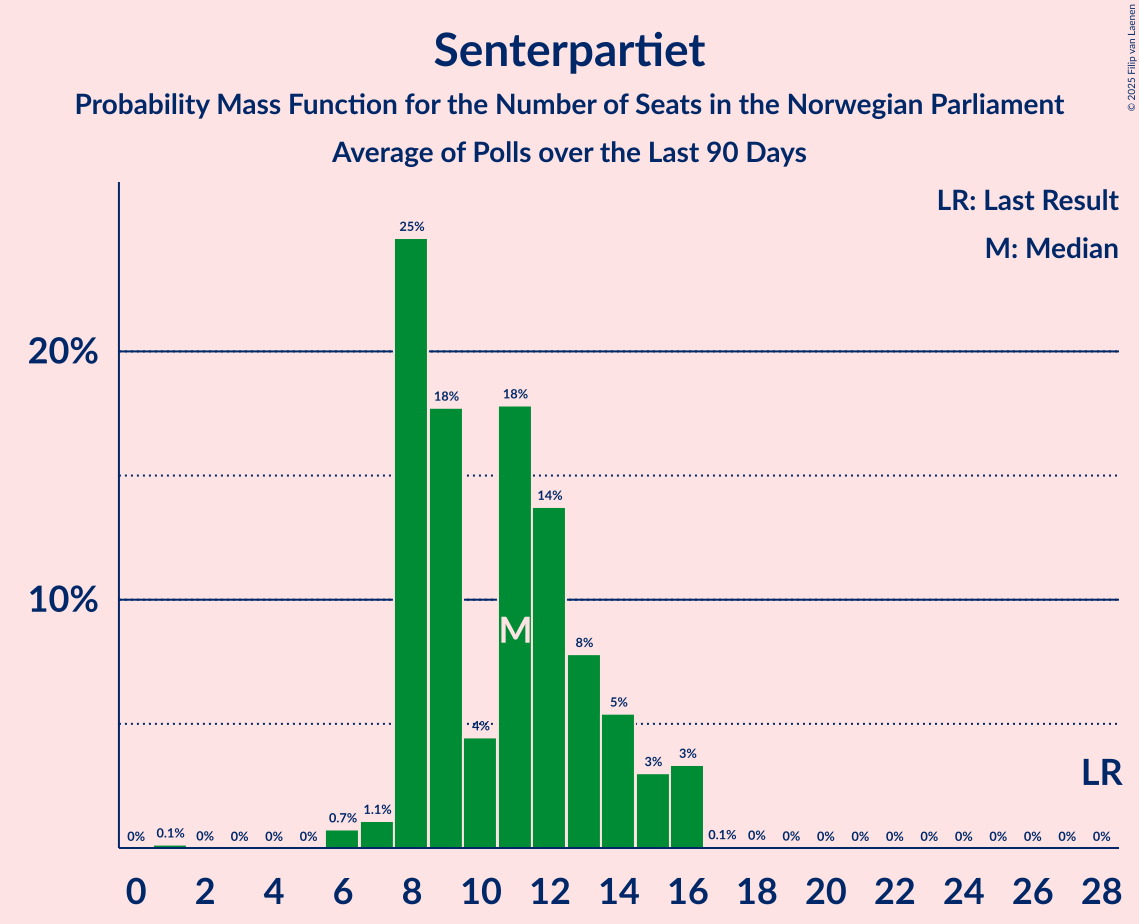 Senterpartiet
Probability Mass Function for the Number of Seats in the Norwegian Parliament
Average of Polls over the Last 90 Days
© 2025 Filip van Laenen
LR: Last Result
M: Median
20%
10%
0% 0.1% 0% 0% 0% 0% 0.7% 1.1% 25% 18% 4% 18% 14% 8% 5% 3% 3% 0.1% 0% 0% 0% 0% 0% 0% 0% 0% 0% 0% 0%
M
LR
0 2 4 6 8 10 12 14 16 18 20 22 24 26 28